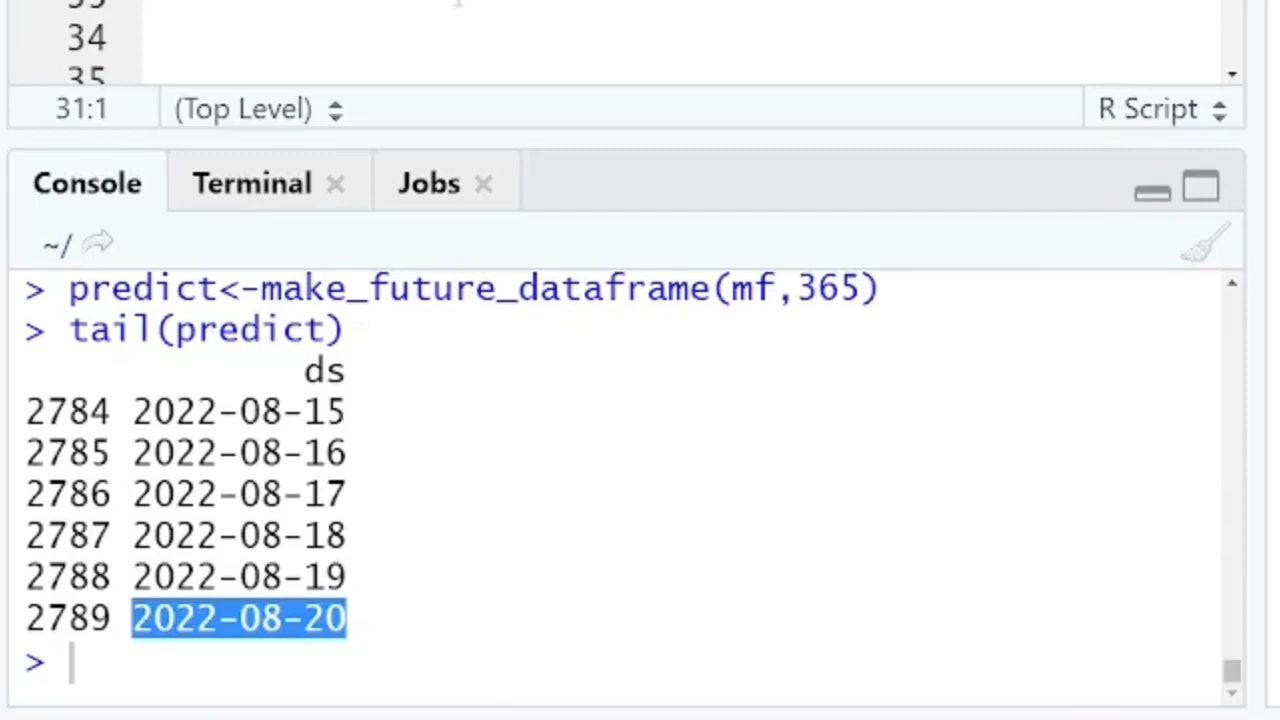 33
34
35
31:1 (Top Level) R Script
Console Terminal Jobs
~/
> predict<-make_future_dataframe(mf,365)
> tail(predict)
ds
2784 2022-08-15
2785 2022-08-16
2786 2022-08-17
2787 2022-08-18
2788 2022-08-19
2789 2022-08-20
>